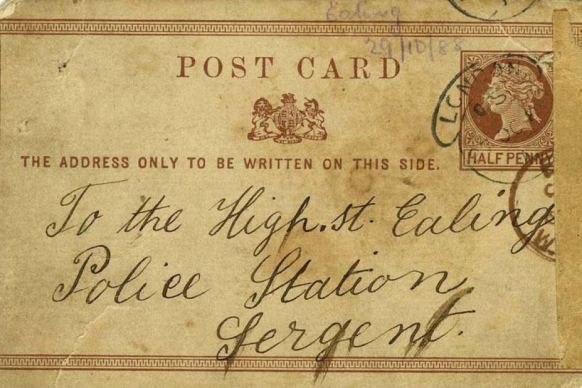 Ealing
29/10/88
POST CARD
HALF PENNY
THE ADDRESS ONLY TO BE WRITTEN ON THIS SIDE.
To the High.st. Ealing
Police Station
Sergent.